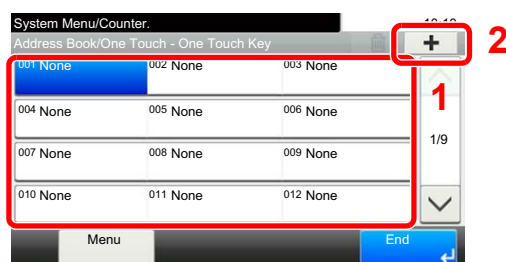 System Menu/Counter.
Address Book/One Touch - One Touch Key
+
2
001 None 002 None 003 None
1
004 None 005 None 006 None
1/9
007 None 008 None 009 None
010 None 011 None 012 None
Menu End